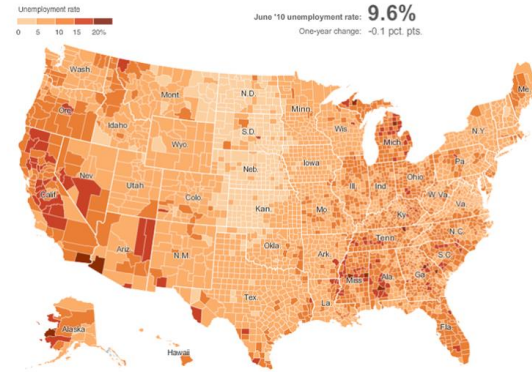 Unemployment rate
0 5 10 15 20%
June '10 unemployment rate: 9.6%
One-year change: -0.1 pct. pts.
Wash.
Mont.
N.D.
Minn.
Me.
Ore.
Idaho
S.D.
Wis.
Mich.
N.Y.
Wyo.
Neb.
Iowa
Pa.
Nev.
Utah
Colo.
Ill.
Ind.
Ohio
W.Va.
Va.
Calif.
Kan.
Mo.
Ky.
N.C.
Ariz.
N.M.
Okla.
Ark.
Tenn.
S.C.
Miss.
Ala.
Ga.
Tex.
La.
Fla.
Alaska
Hawaii